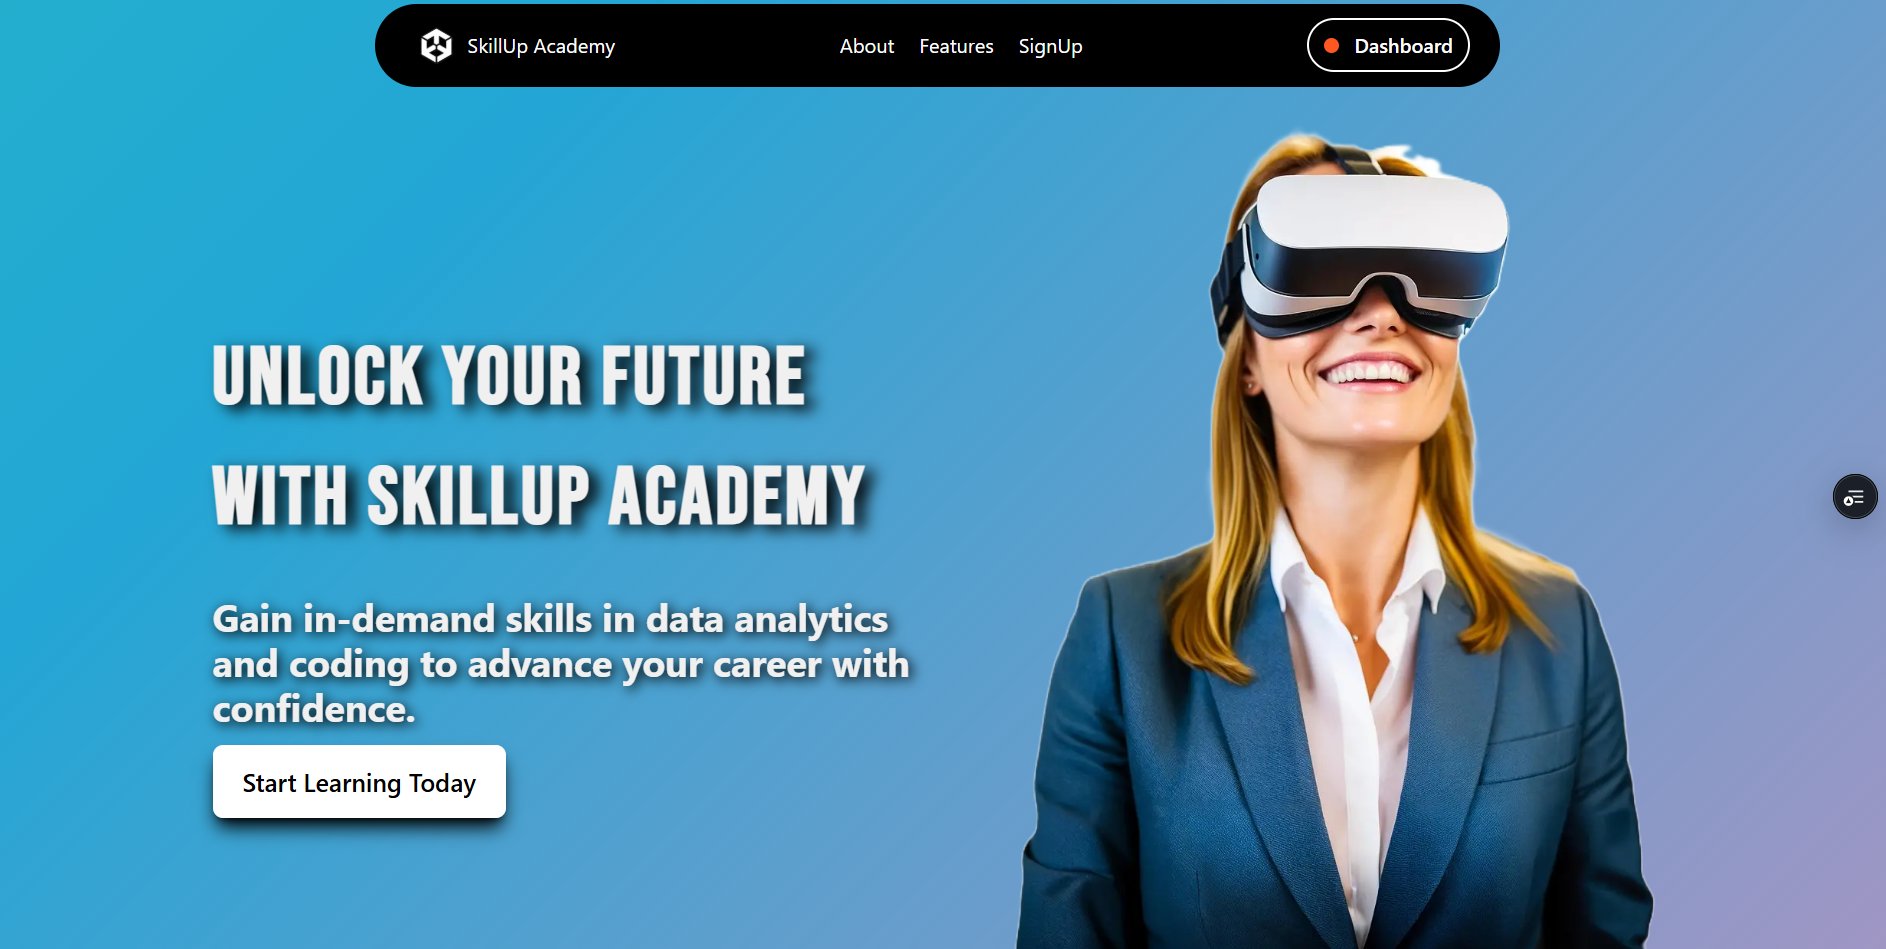 SkillUp Academy
About
Features
SignUp
Dashboard
UNLOCK YOUR FUTURE
WITH SKILLUP ACADEMY
Gain in-demand skills in data analytics
and coding to advance your career with
confidence.
Start Learning Today